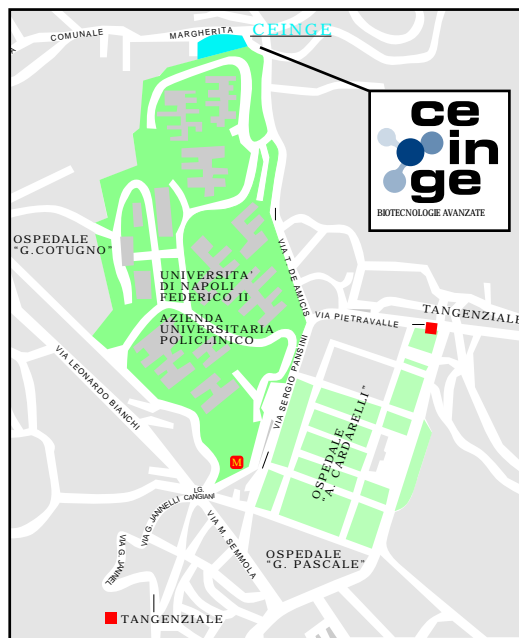 COMUNALE MARGHERITA
CEINGE
ce
in
ge
BIOTECNOLOGIE AVANZATE
OSPEDALE
"G.COTUGNO"
UNIVERSITA'
DI NAPOLI
FEDERICO II
AZIENDA
UNIVERSITARIA
POLICLINICO
VIA T. DE AMICIS
VIA PIETRAVALLE
TANGENZIALE
VIA LEONARDO BIANCHI
VIA SERGIO PANSINI
OSPEDALE
"A. CARDARELLI"
M
LG.
CANGIANI
VIA G. JANNELLI
VIA G. JANNEL
VIA M. SEMMOLA
OSPEDALE
"G. PASCALE"
TANGENZIALE